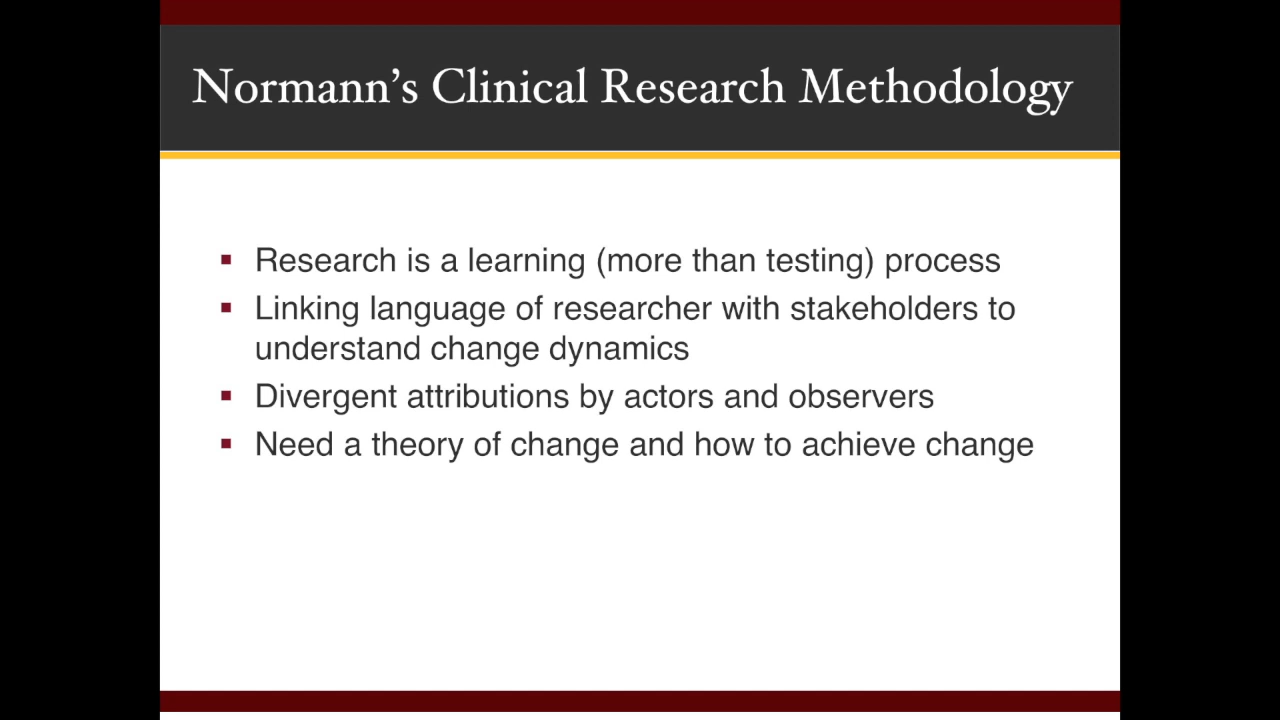 Normann’s Clinical Research Methodology
▪ Research is a learning (more than testing) process
▪ Linking language of researcher with stakeholders to
understand change dynamics
▪ Divergent attributions by actors and observers
▪ Need a theory of change and how to achieve change